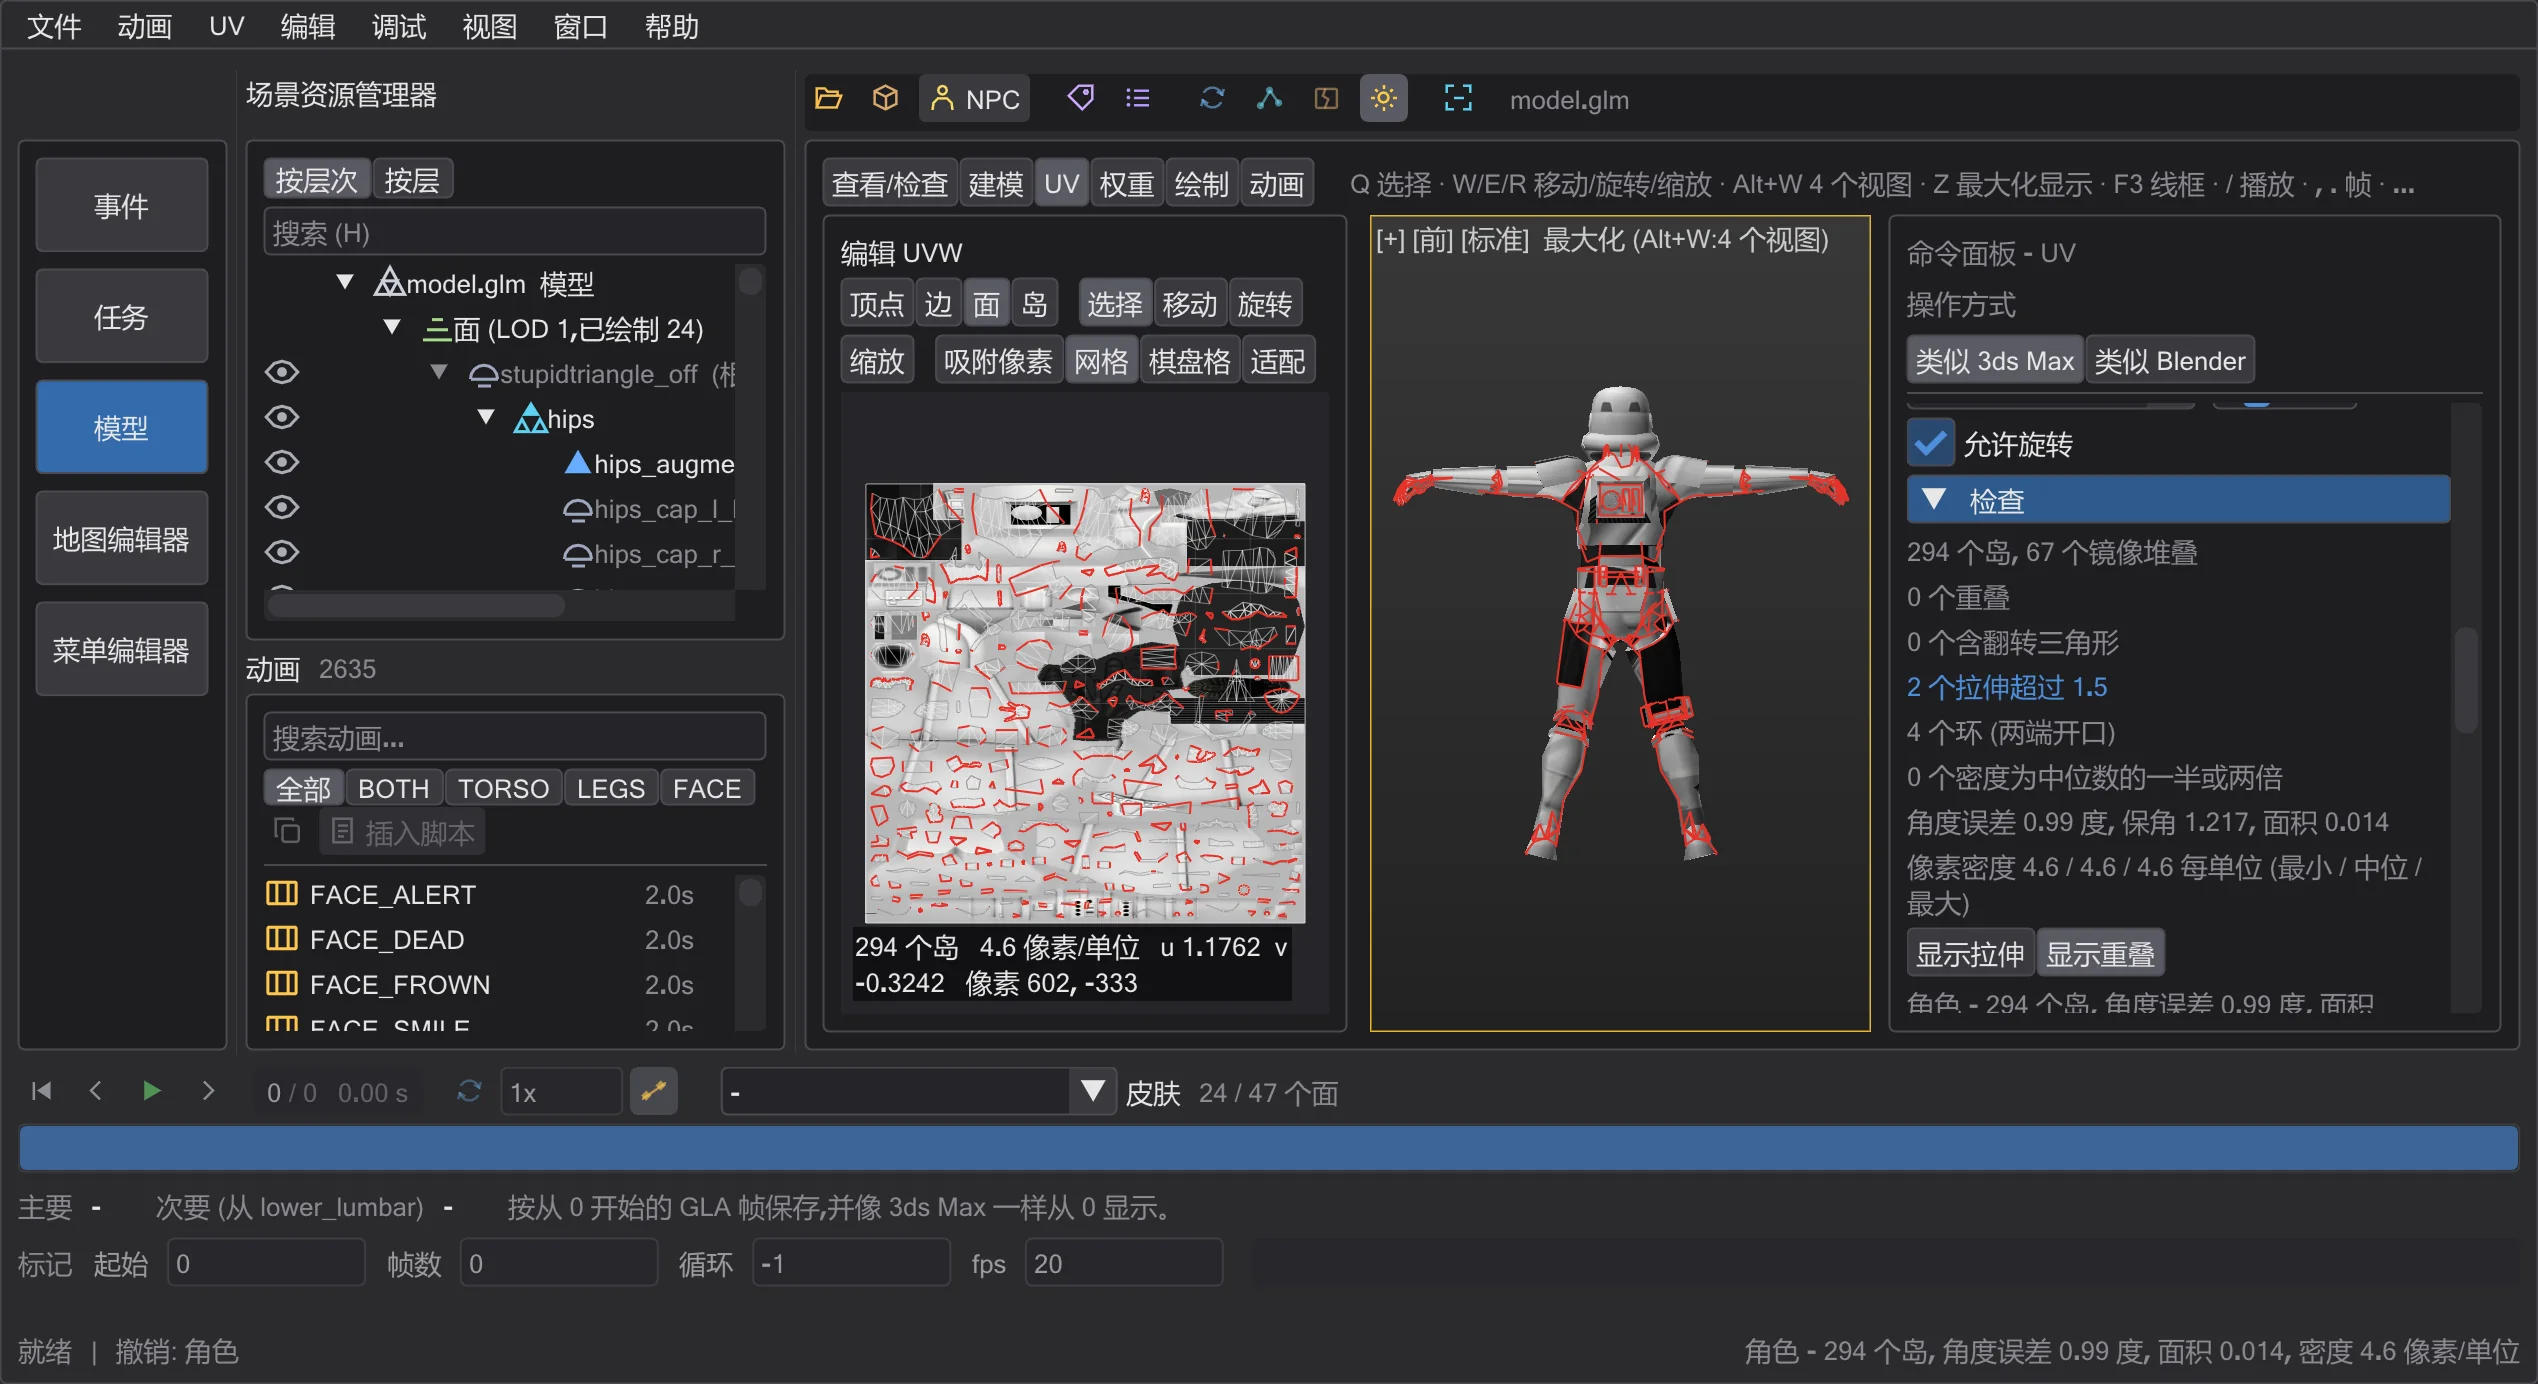 文件 动画 UV 编辑 调试 视图 窗口 帮助
场景资源管理器
NPC model.glm
事件
任务
模型
地图编辑器
菜单编辑器
按层次 按层
搜索 (H)
model.glm 模型
面 (LOD 1,已绘制 24)
stupidtriangle_off
hips
hips_augme
hips_cap_l_
hips_cap_r_
动画 2635
搜索动画...
全部 BOTH TORSO LEGS FACE
插入脚本
FACE_ALERT 2.0s
FACE_DEAD 2.0s
FACE_FROWN 2.0s
FACE_SMILE 2.0s
查看/检查 建模 UV 权重 绘制 动画 Q 选择 · W/E/R 移动/旋转/缩放 · Alt+W 4 个视图 · Z 最大化显示 · F3 线框 · / 播放 · , . 帧 · ...
编辑 UVW
顶点 边 面 岛 选择 移动 旋转
缩放 吸附像素 网格 棋盘格 适配
294 个岛 4.6 像素/单位 u 1.1762 v
-0.3242 像素 602, -333
[+] [前] [标准] 最大化 (Alt+W:4 个视图)
命令面板 - UV
操作方式
类似 3ds Max 类似 Blender
允许旋转
检查
294 个岛, 67 个镜像堆叠
0 个重叠
0 个含翻转三角形
2 个拉伸超过 1.5
4 个环 (两端开口)
0 个密度为中位数的一半或两倍
角度误差 0.99 度, 保角 1.217, 面积 0.014
像素密度 4.6 / 4.6 / 4.6 每单位 (最小 / 中位 /
最大)
显示拉伸 显示重叠
角色 - 294 个岛, 角度误差 0.99 度, 面积
0 / 0 0.00 s 1x - 皮肤 24 / 47 个面
主要 - 次要 (从 lower_lumbar) - 按从 0 开始的 GLA 帧保存,并像 3ds Max 一样从 0 显示。
标记 起始 0 帧数 0 循环 -1 fps 20
就绪 | 撤销: 角色
角色 - 294 个岛, 角度误差 0.99 度, 面积 0.014, 密度 4.6 像素/单位